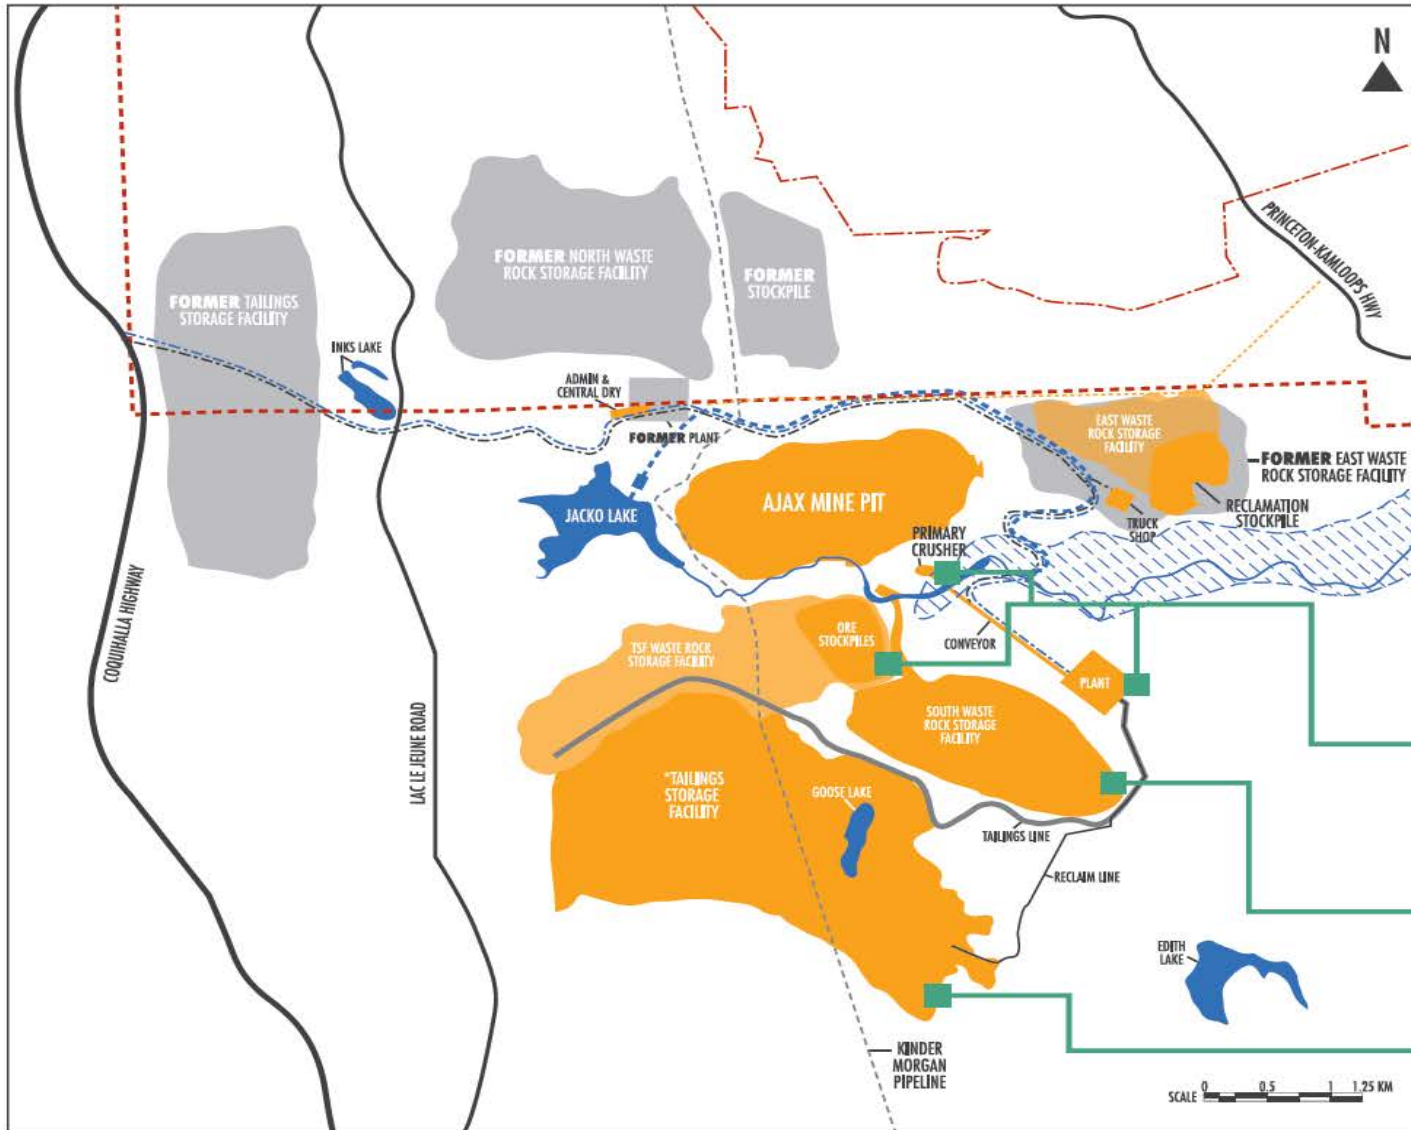 N
PRINCETON-KAMLOOPS HWY
FORMER NORTH WASTE
ROCK STORAGE FACILITY
FORMER
STOCKPILE
FORMER TAILINGS
STORAGE FACILITY
INKS LAKE
ADMIN &
CENTRAL DRY
FORMER PLANT
EAST WASTE
ROCK STORAGE
FACILITY
FORMER EAST WASTE
ROCK STORAGE FACILITY
RECLAMATION
STOCKPILE
TRUCK
SHOP
JACKO LAKE
AJAX MINE PIT
PRIMARY
CRUSHER
COQUIHALLA HIGHWAY
LAC LE JEUNE ROAD
TSF WASTE ROCK
STORAGE FACILITY
ORE
STOCKPILES
CONVEYOR
PLANT
SOUTH WASTE
ROCK STORAGE
FACILITY
*TAILINGS
STORAGE
FACILITY
GOOSE LAKE
TAILINGS LINE
RECLAIM LINE
EDITH
LAKE
KINDER
MORGAN
PIPELINE
SCALE 0 0.5 1 1.25 KM